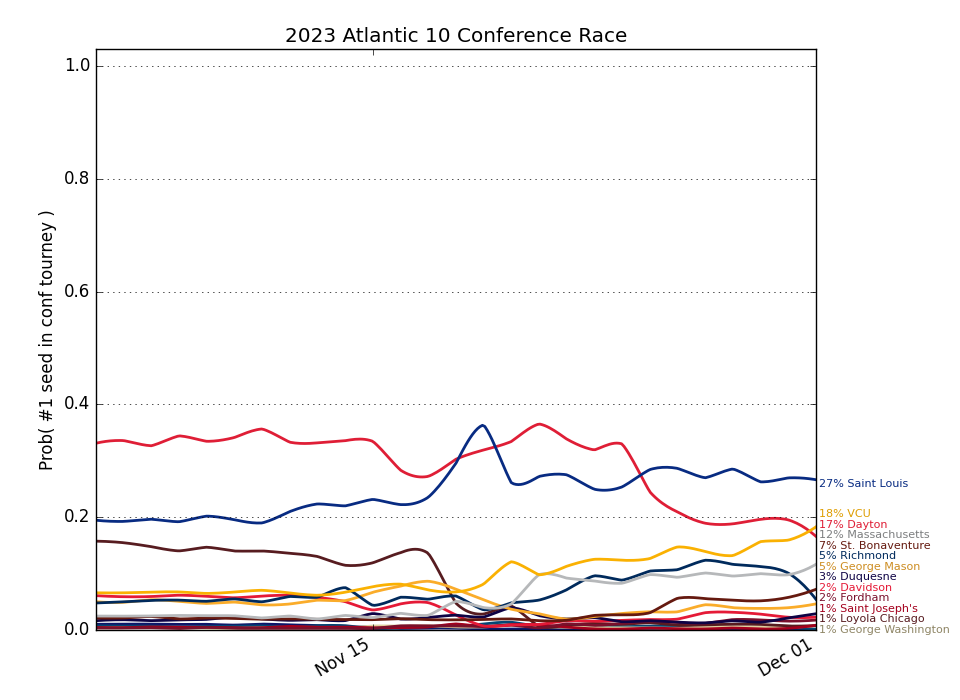 2023 Atlantic 10 Conference Race
Prob( #1 seed in conf tourney )
1.0
0.8
0.6
0.4
0.2
0.0
Nov 15
Dec 01
27% Saint Louis
18% VCU
17% Dayton
12% Massachusetts
7% St. Bonaventure
5% Richmond
5% George Mason
3% Duquesne
2% Davidson
2% Fordham
1% Saint Joseph's
1% Loyola Chicago
1% George Washington